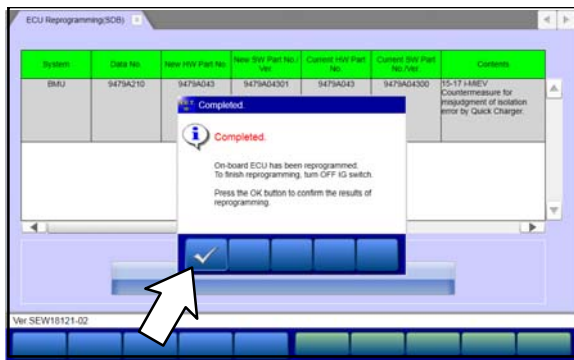 ECU Reprogramming(SDB)
System Data No. New HW Part No. New SW Part No./Ver. Current HW Part No. Current SW Part No./Ver. Contents
BMU 9479A210 9479A043 9479A04301 9479A043 9479A04300 15-17 i-MiEV
Countermeasure for
misjudgment of isolation
error by Quick Charger.
Completed.
Completed.
On-board ECU has been reprogrammed.
To finish reprogramming, turn OFF IG switch.
Press the OK button to confirm the results of
reprogramming.
Ver.SEW18121-02